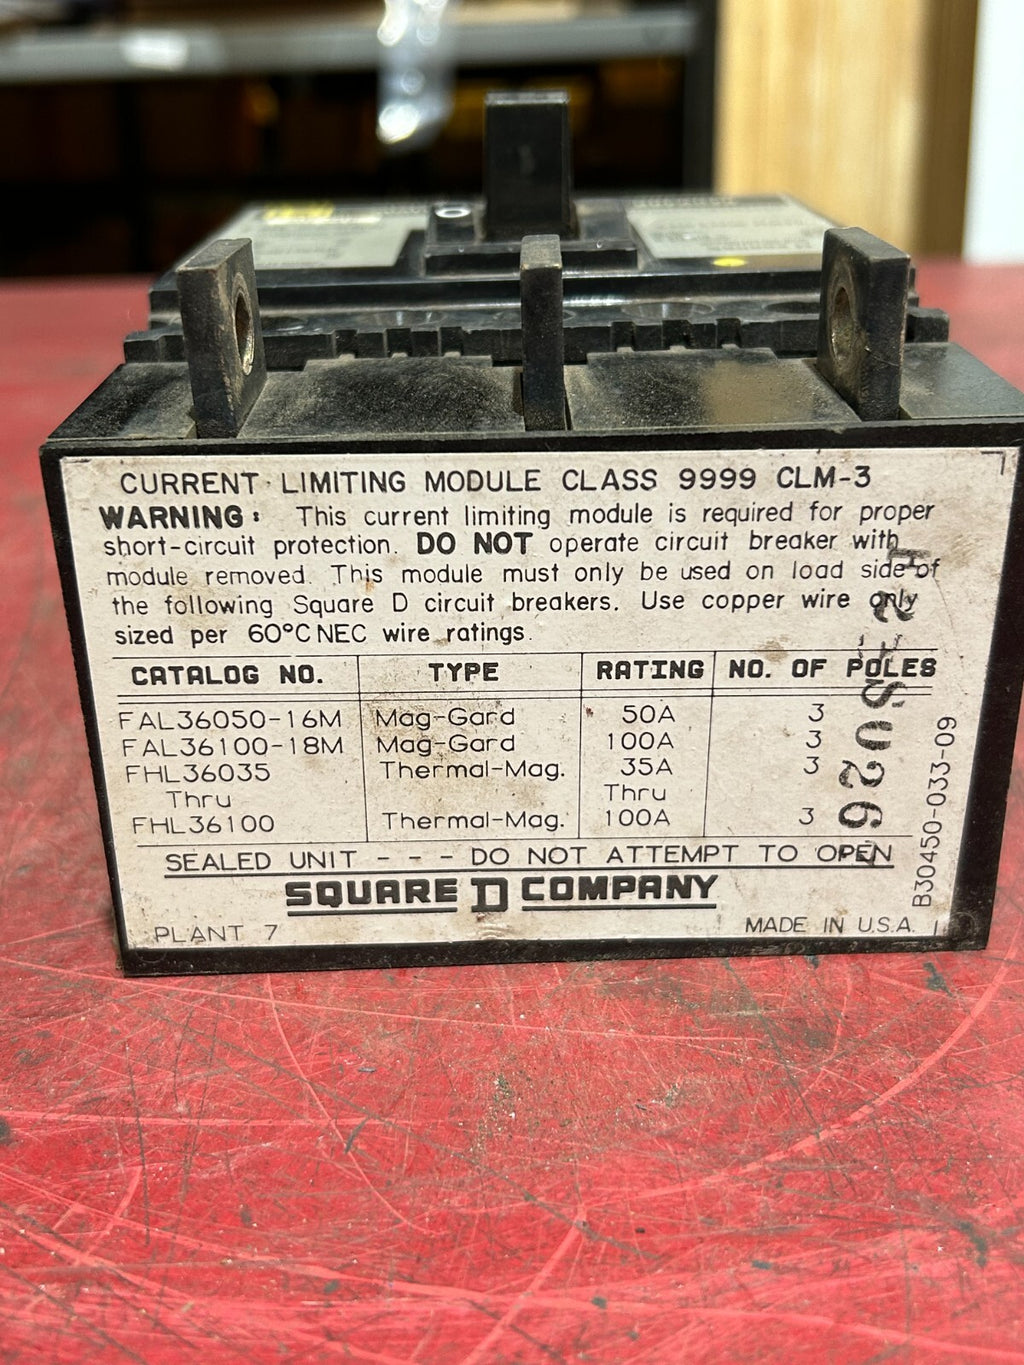 CURRENT LIMITING MODULE CLASS 9999 CLM-3
WARNING: This current limiting module is required for proper
short-circuit protection. DO NOT operate circuit breaker with
module removed. This module must only be used on load side of
the following Square D circuit breakers. Use copper wire only
sized per 60°C NEC wire ratings.
CATALOG NO. TYPE RATING NO. OF POLES
FAL36050-16M Mag-Gard 50A 3
FAL36100-18M Mag-Gard 100A 3
FHL36035 Thermal-Mag. 35A 3
Thru Thru
FHL36100 Thermal-Mag. 100A 3
SEALED UNIT - - - DO NOT ATTEMPT TO OPEN
SQUARE D COMPANY
PLANT 7 MADE IN U.S.A.
B30450-033-09